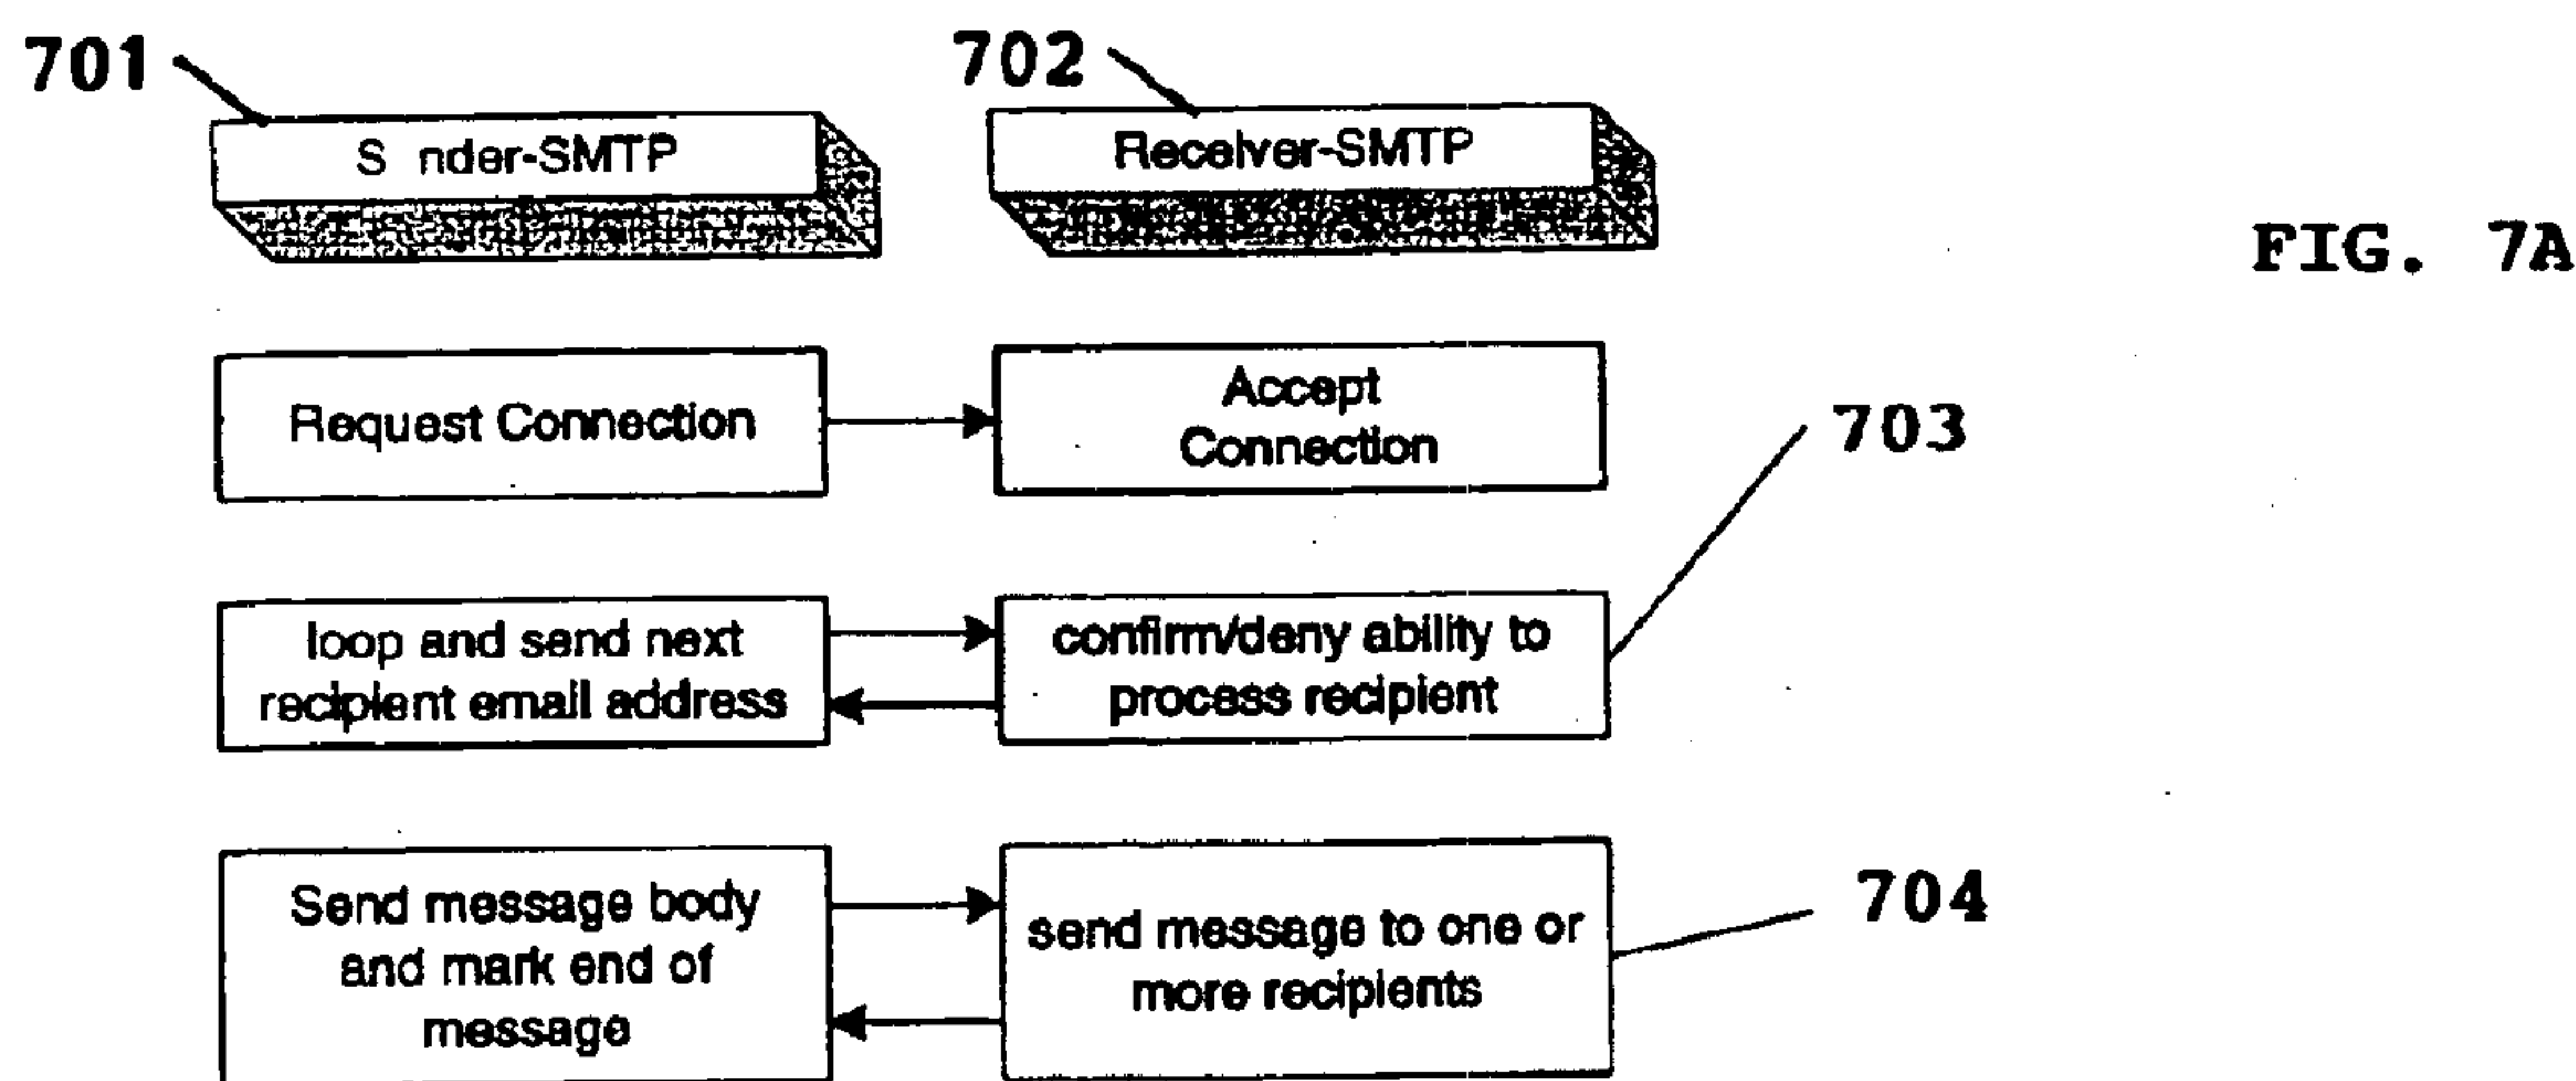 701
702
S nder-SMTP
Receiver-SMTP
FIG. 7A
Request Connection
Accept
Connection
703
loop and send next
recipient email address
confirm/deny ability to
process recipient
Send message body
and mark end of
message
send message to one or
more recipients
704